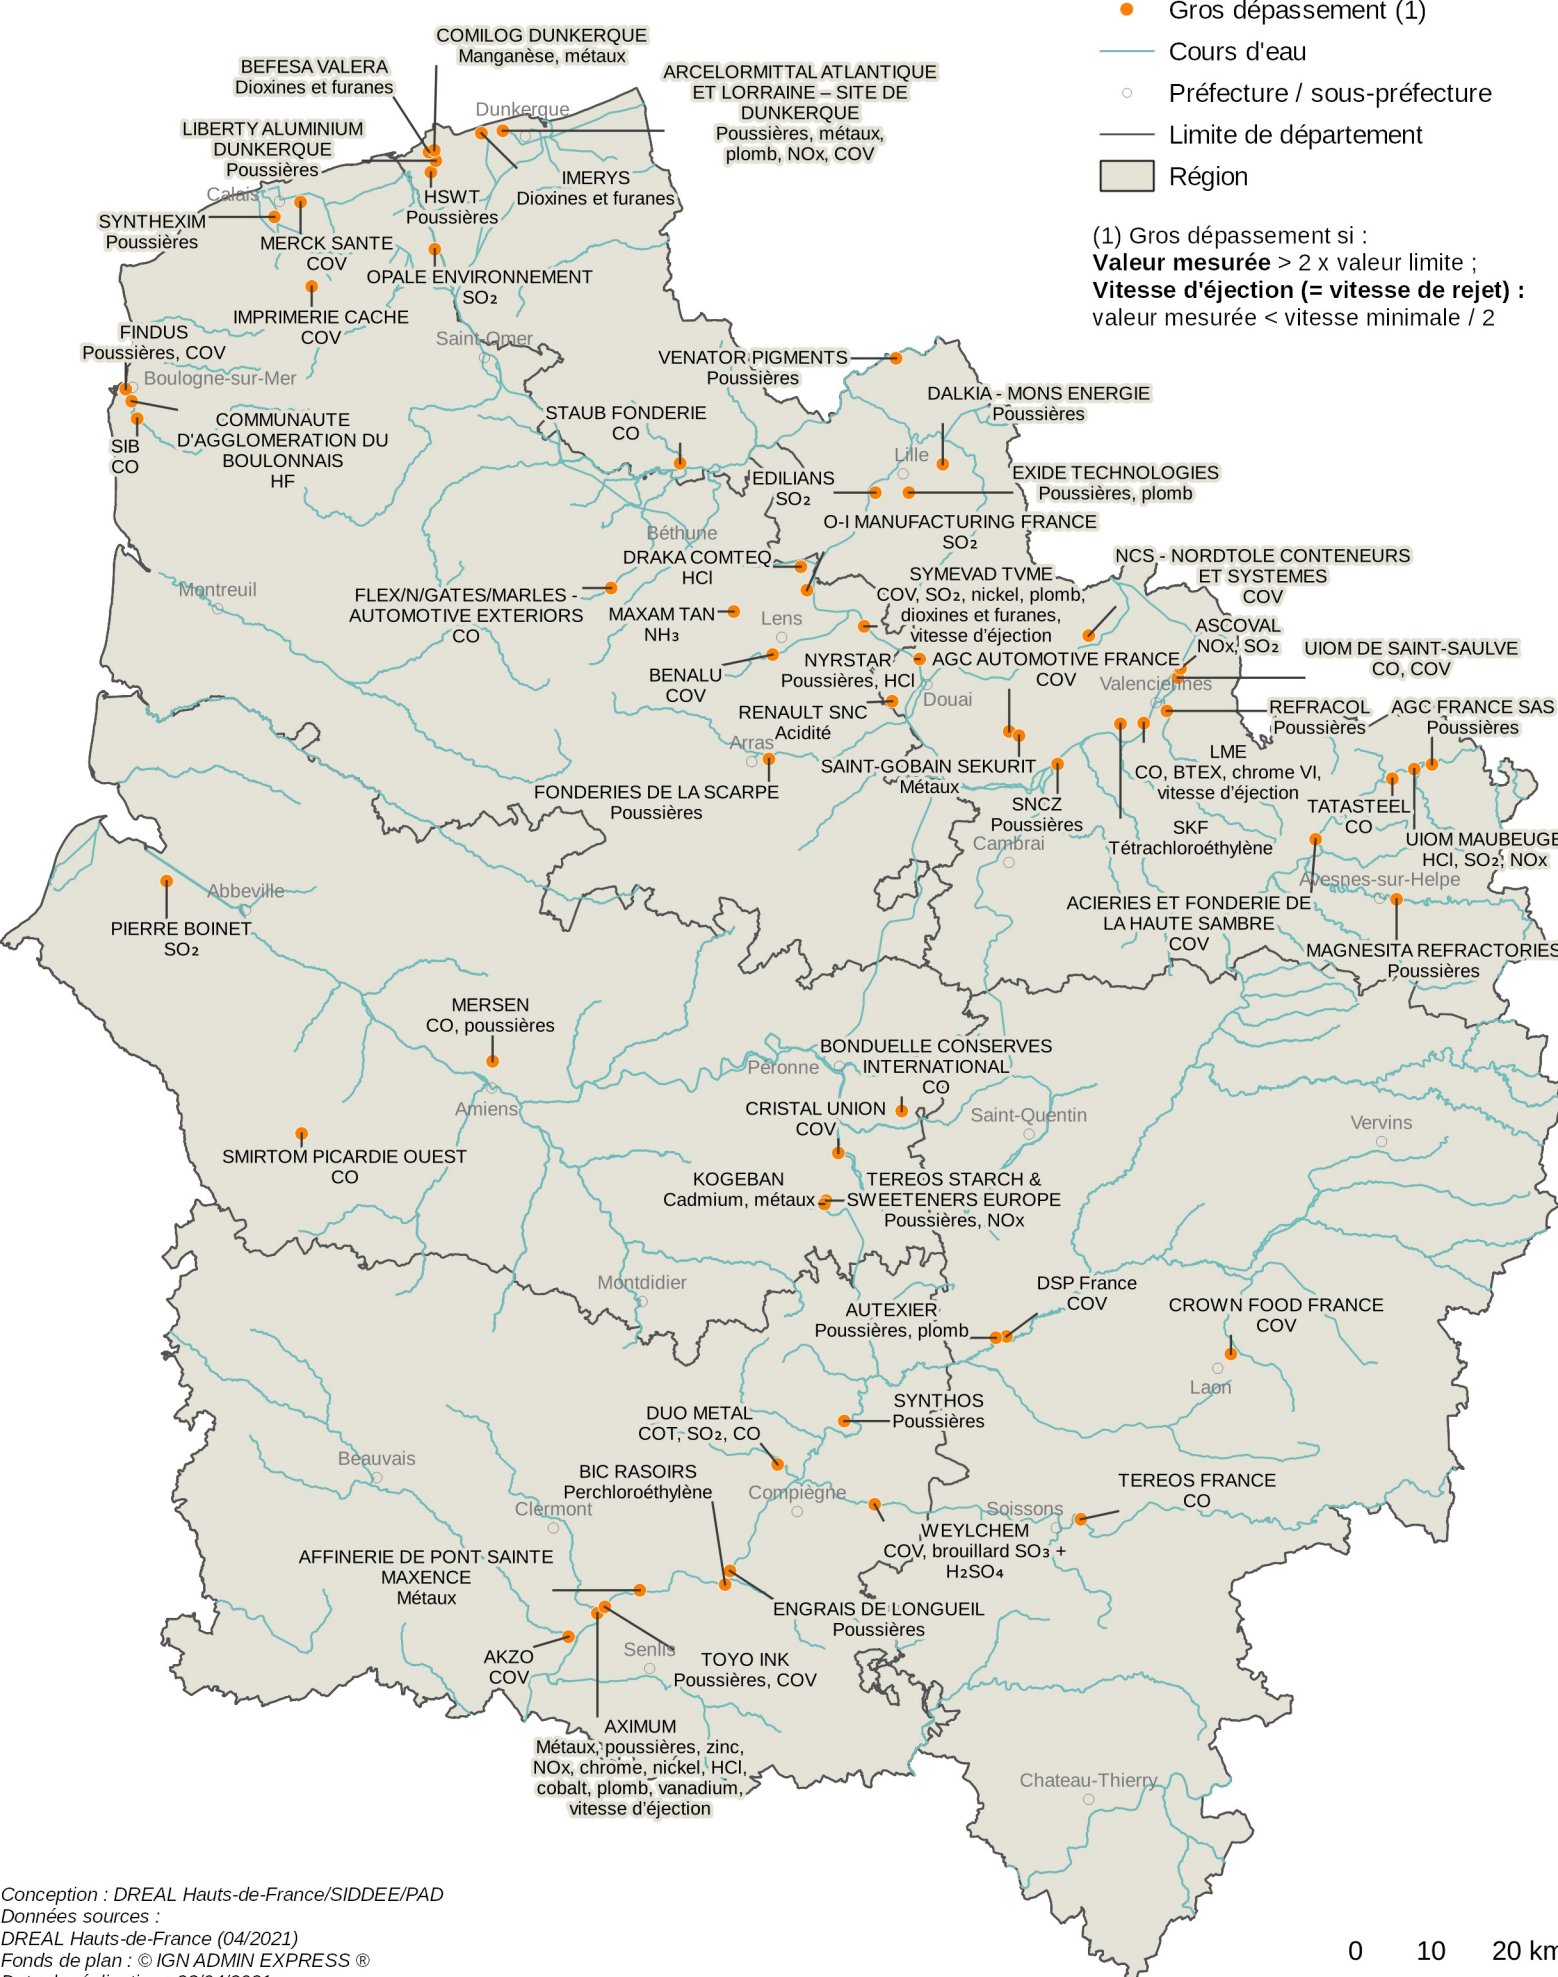 Gros dépassement (1)
Cours d'eau
Préfecture / sous-préfecture
Limite de département
Région
(1) Gros dépassement si :
Valeur mesurée > 2 x valeur limite ;
Vitesse d'éjection (= vitesse de rejet) :
valeur mesurée < vitesse minimale / 2
COMILOG DUNKERQUE
Manganèse, métaux
BEFESA VALERA
Dioxines et furanes
ARCELORMITTAL ATLANTIQUE
ET LORRAINE – SITE DE
DUNKERQUE
Poussières, métaux,
plomb, NOx, COV
Dunkerque
LIBERTY ALUMINIUM
DUNKERQUE
Poussières
IMERYS
Dioxines et furanes
HSWT
Poussières
Calais
SYNTHEXIM
Poussières
MERCK SANTE
COV
OPALE ENVIRONNEMENT
SO₂
IMPRIMERIE CACHE
COV
FINDUS
Poussières, COV
Saint-Omer
Boulogne-sur-Mer
VENATOR PIGMENTS
Poussières
DALKIA - MONS ENERGIE
Poussières
COMMUNAUTE
D'AGGLOMERATION DU
BOULONNAIS
HF
SIB
CO
STAUB FONDERIE
CO
Lille
EDILIANS
SO₂
EXIDE TECHNOLOGIES
Poussières, plomb
O-I MANUFACTURING FRANCE
SO₂
Béthune
DRAKA COMTEQ
HCl
NCS - NORDTOLE CONTENEURS
ET SYSTEMES
COV
SYMEVAD TVME
COV, SO₂, nickel, plomb,
dioxines et furanes,
vitesse d’éjection
Montreuil
FLEX/N/GATES/MARLES -
AUTOMOTIVE EXTERIORS
CO
MAXAM TAN
NH₃
Lens
ASCOVAL
NOx, SO₂
UIOM DE SAINT-SAULVE
CO, COV
BENALU
COV
NYRSTAR
Poussières, HCl
AGC AUTOMOTIVE FRANCE
COV
Valenciennes
Douai
RENAULT SNC
Acidité
REFRACOL
Poussières
AGC FRANCE SAS
Poussières
Arras
LME
CO, BTEX, chrome VI,
vitesse d’éjection
SAINT-GOBAIN SEKURIT
Métaux
FONDERIES DE LA SCARPE
Poussières
SNCZ
Poussières
TATASTEEL
CO
SKF
Tétrachloroéthylène
UIOM MAUBEUGE
HCl, SO₂, NOx
Cambrai
Avesnes-sur-Helpe
ACIERIES ET FONDERIE DE
LA HAUTE SAMBRE
COV
MAGNESITA REFRACTORIES
Poussières
Abbeville
PIERRE BOINET
SO₂
MERSEN
CO, poussières
BONDUELLE CONSERVES
INTERNATIONAL
CO
Péronne
Amiens
CRISTAL UNION
COV
Saint-Quentin
Vervins
SMIRTOM PICARDIE OUEST
CO
KOGEBAN
Cadmium, métaux
TEREOS STARCH &
SWEETENERS EUROPE
Poussières, NOx
Montdidier
DSP France
COV
AUTEXIER
Poussières, plomb
CROWN FOOD FRANCE
COV
Laon
SYNTHOS
Poussières
DUO METAL
COT, SO₂, CO
Beauvais
BIC RASOIRS
Perchloroéthylène
Compiègne
TEREOS FRANCE
CO
Clermont
Soissons
WEYLCHEM
COV, brouillard SO₃ +
H₂SO₄
AFFINERIE DE PONT SAINTE
MAXENCE
Métaux
ENGRAIS DE LONGUEIL
Poussières
AKZO
COV
Senlis
TOYO INK
Poussières, COV
AXIMUM
Métaux, poussières, zinc,
NOx, chrome, nickel, HCl,
cobalt, plomb, vanadium,
vitesse d’éjection
Chateau-Thierry
Conception : DREAL Hauts-de-France/SIDDEE/PAD
Données sources :
DREAL Hauts-de-France (04/2021)
Fonds de plan : © IGN ADMIN EXPRESS ®
0 10 20 km